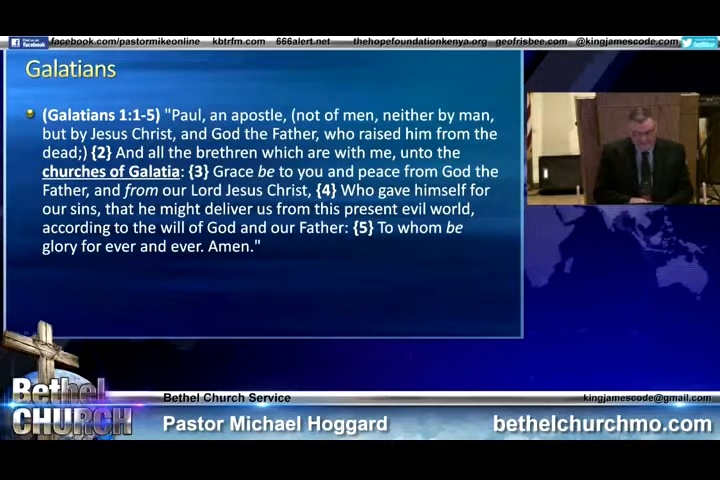 Find us on
facebook
facebook.com/pastormikeonline kbtrfm.com 666alert.net thehopefoundationkenya.org geofrisbee.com @kingjamescode.com
twitter
Galatians
(Galatians 1:1-5) "Paul, an apostle, (not of men, neither by man,
but by Jesus Christ, and God the Father, who raised him from the
dead;) {2} And all the brethren which are with me, unto the
churches of Galatia: {3} Grace be to you and peace from God the
Father, and from our Lord Jesus Christ, {4} Who gave himself for
our sins, that he might deliver us from this present evil world,
according to the will of God and our Father: {5} To whom be
glory for ever and ever. Amen."
Bethel
CHURCH
Bethel Church Service
kingjamescode@gmail.com
Pastor Michael Hoggard
bethelchurchmo.com